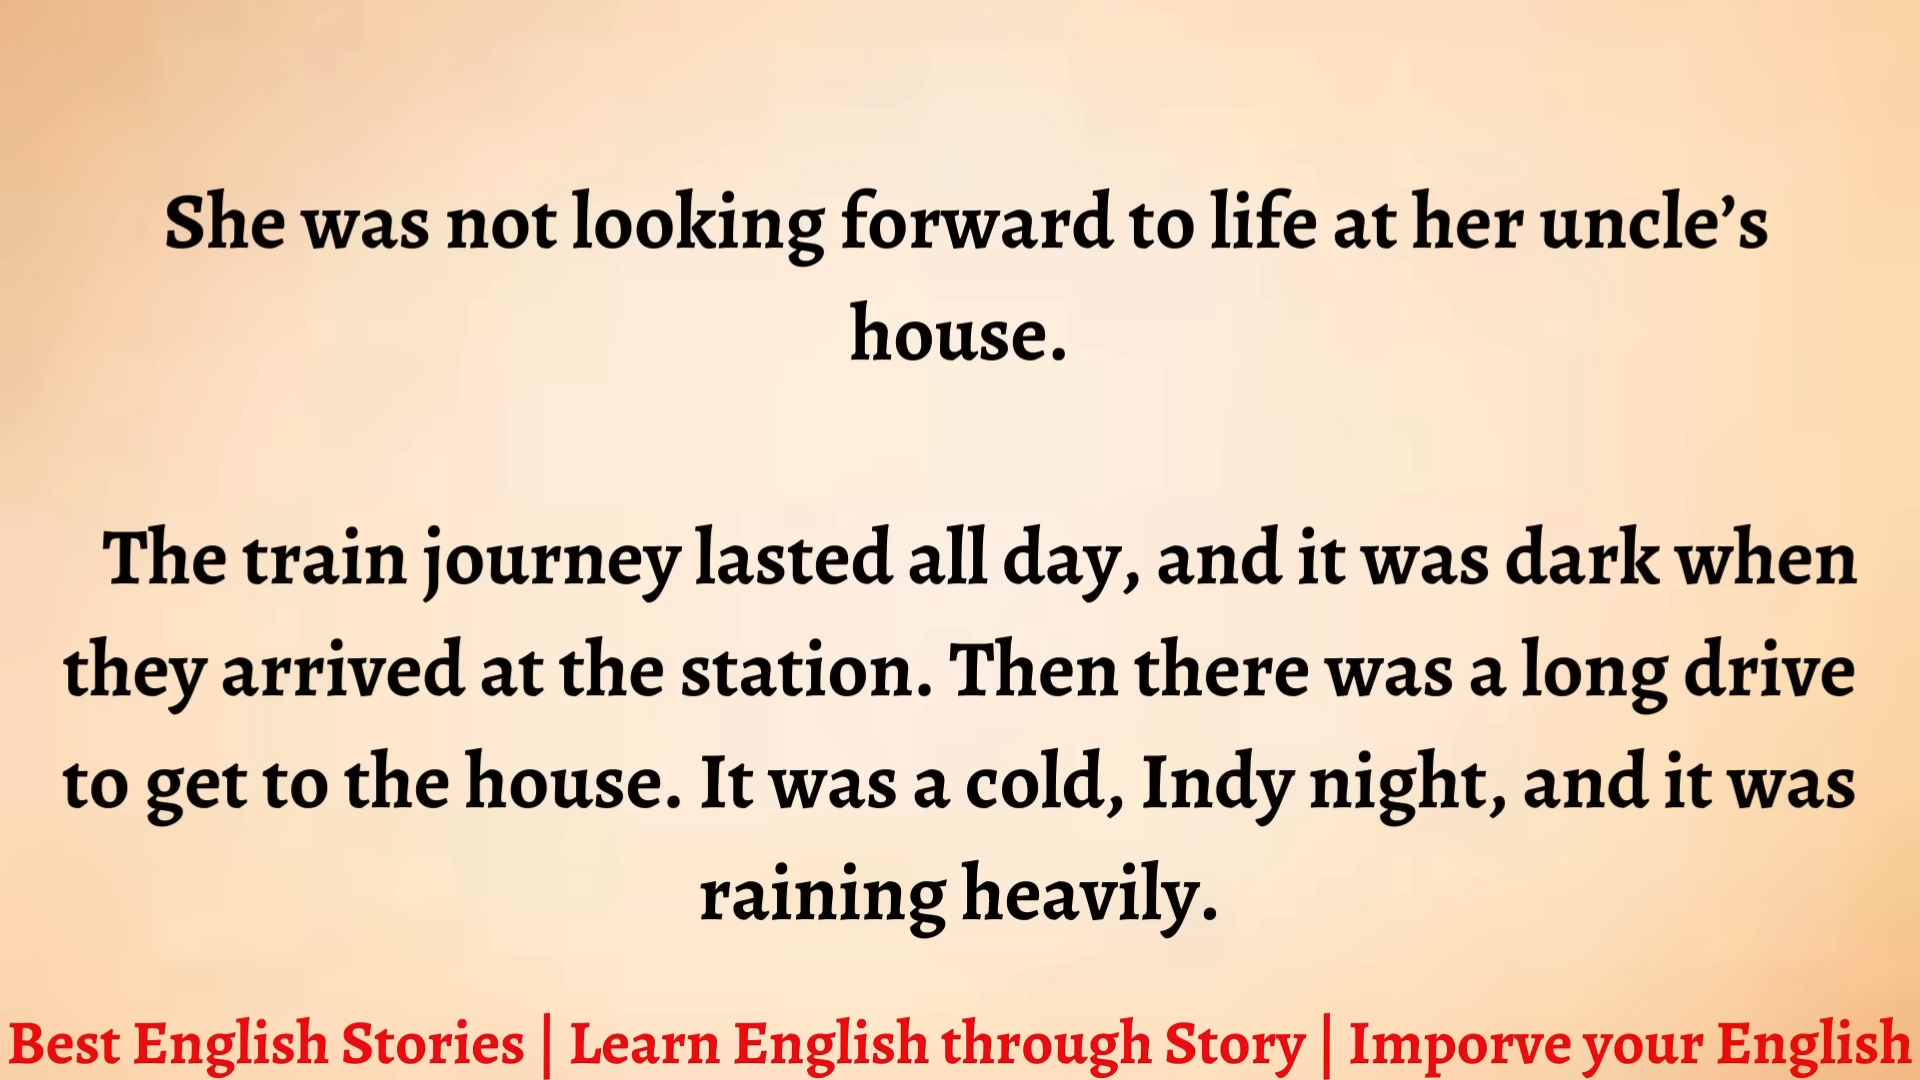 She was not looking forward to life at her uncle’s
house.
The train journey lasted all day, and it was dark when
they arrived at the station. Then there was a long drive
to get to the house. It was a cold, Indy night, and it was
raining heavily.
Best English Stories | Learn English through Story | Imporve your English